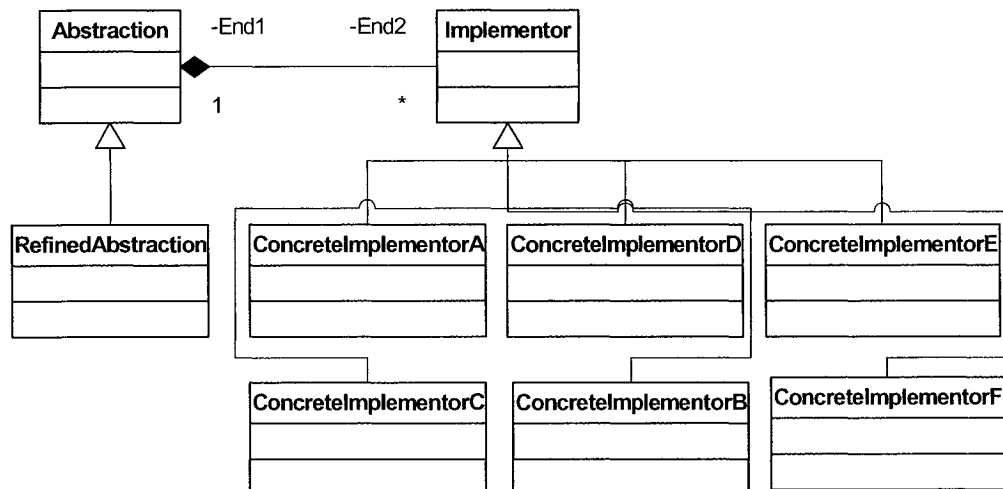 Abstraction
-End1
-End2
Implementor
1
*
RefinedAbstraction
ConcreteImplementorA
ConcreteImplementorD
ConcreteImplementorE
ConcreteImplementorC
ConcreteImplementorB
ConcreteImplementorF